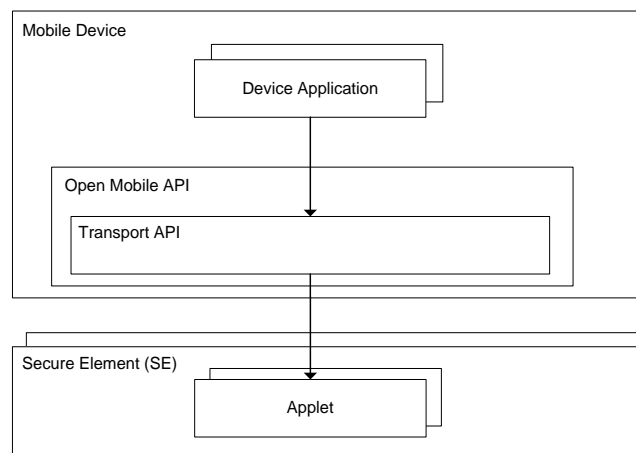 Mobile Device
Device Application
Open Mobile API
Transport API
Secure Element (SE)
Applet